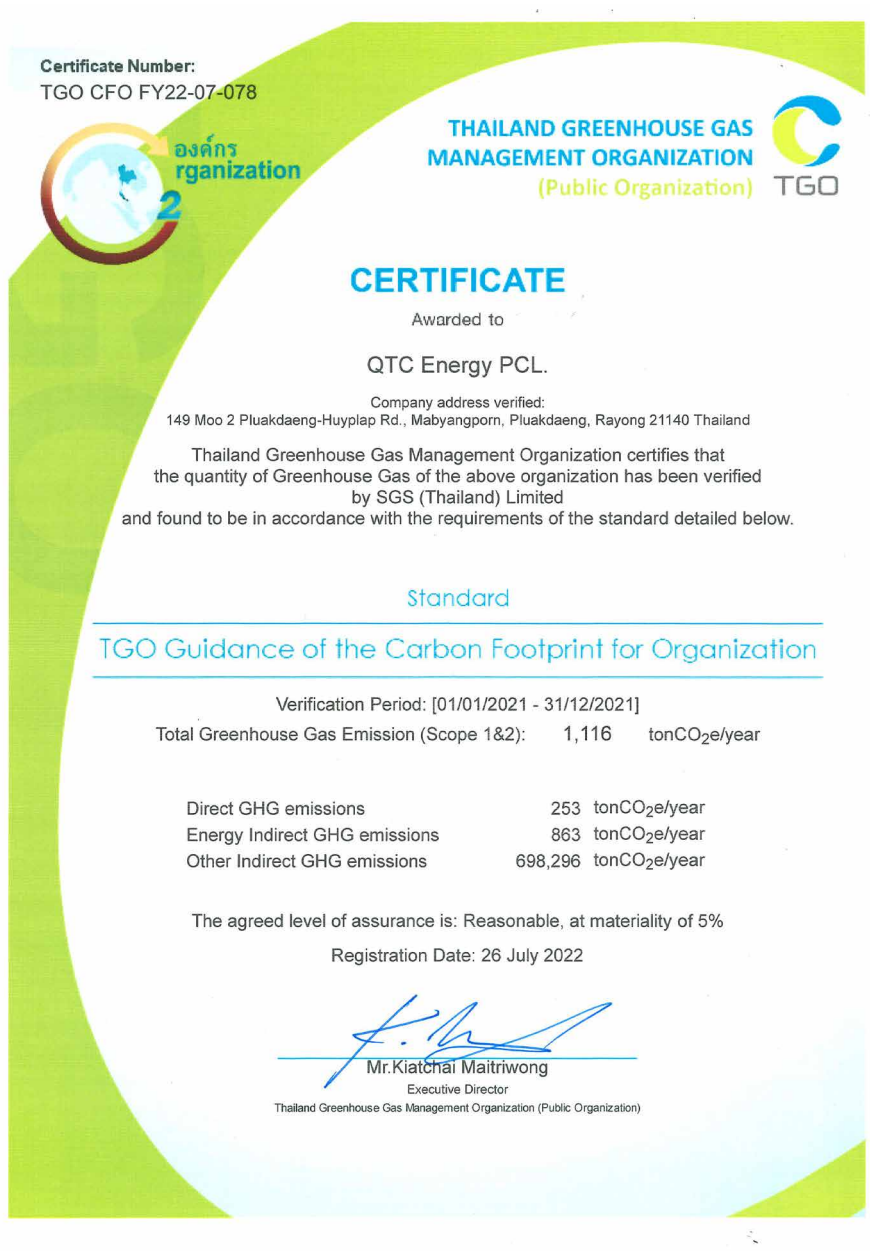 Certificate Number:
TGO CFO FY22-07-078
องค์กร
rganization
2
THAILAND GREENHOUSE GAS
MANAGEMENT ORGANIZATION
(Public Organization)
TGO
CERTIFICATE
Awarded to
QTC Energy PCL.
Company address verified:
149 Moo 2 Pluakdaeng-Huyplap Rd., Mabyangporn, Pluakdaeng, Rayong 21140 Thailand
Thailand Greenhouse Gas Management Organization certifies that
the quantity of Greenhouse Gas of the above organization has been verified
by SGS (Thailand) Limited
and found to be in accordance with the requirements of the standard detailed below.
Standard
TGO Guidance of the Carbon Footprint for Organization
Verification Period: [01/01/2021 - 31/12/2021]
Total Greenhouse Gas Emission (Scope 1&2): 1,116 tonCO₂e/year
Direct GHG emissions 253 tonCO₂e/year
Energy Indirect GHG emissions 863 tonCO₂e/year
Other Indirect GHG emissions 698,296 tonCO₂e/year
The agreed level of assurance is: Reasonable, at materiality of 5%
Registration Date: 26 July 2022
Mr.Kiatchai Maitriwong
Executive Director
Thailand Greenhouse Gas Management Organization (Public Organization)